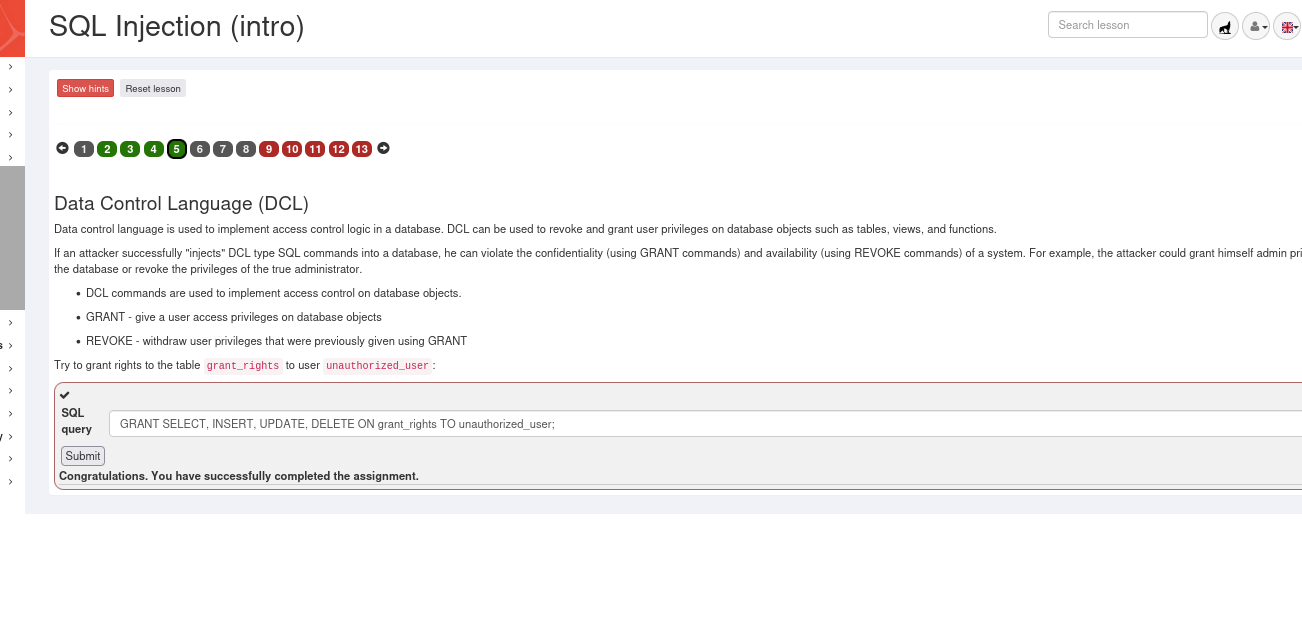 SQL Injection (intro)
Search lesson
Show hints Reset lesson
1 2 3 4 5 6 7 8 9 10 11 12 13
Data Control Language (DCL)
Data control language is used to implement access control logic in a database. DCL can be used to revoke and grant user privileges on database objects such as tables, views, and functions.
If an attacker successfully "injects" DCL type SQL commands into a database, he can violate the confidentiality (using GRANT commands) and availability (using REVOKE commands) of a system. For example, the attacker could grant himself admin pri
the database or revoke the privileges of the true administrator.
• DCL commands are used to implement access control on database objects.
• GRANT - give a user access privileges on database objects
• REVOKE - withdraw user privileges that were previously given using GRANT
Try to grant rights to the table grant_rights to user unauthorized_user:
SQL
query
GRANT SELECT, INSERT, UPDATE, DELETE ON grant_rights TO unauthorized_user;
Submit
Congratulations. You have successfully completed the assignment.